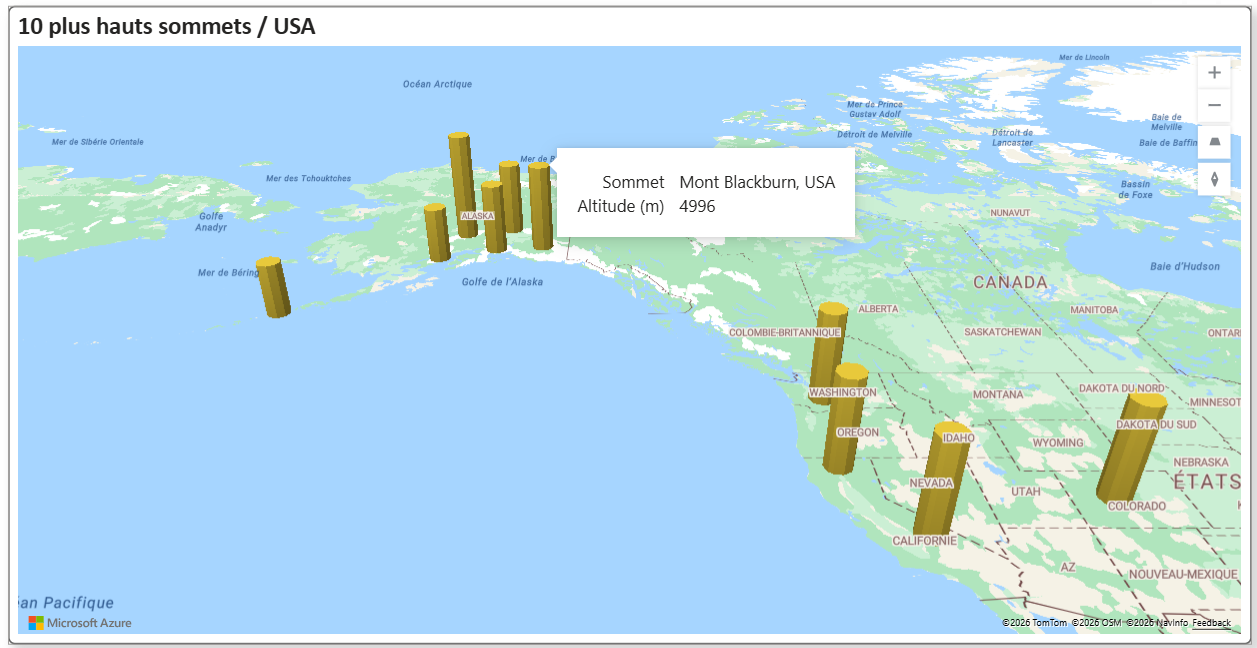 10 plus hauts sommets / USA
Mer de Lincoln
Océan Arctique
Mer de Prince
Gustav Adolf
Baie de
Melville
Mer de Sibérie Orientale
Détroit de Melville
Détroit de
Lancaster
Baie de Baffin
Mer de B
Mer des Tchouktches
Sommet Mont Blackburn, USA
Altitude (m) 4996
Bassin
de Foxe
Golfe
Anadyr
ALASKA
NUNAVUT
Mer de Béring
Golfe de l'Alaska
Baie d'Hudson
CANADA
ALBERTA
MANITOBA
COLOMBIE-BRITANNIQUE
SASKATCHEWAN
ONTAR
WASHINGTON
MONTANA
DAKOTA DU NORD
MINNESOT
OREGON
IDAHO
DAKOTA DU SUD
WYOMING
NEBRASKA
NEVADA
UTAH
ÉTATS
COLORADO
CALIFORNIE
AZ
NOUVEAU-MEXIQUE
an Pacifique
Microsoft Azure
©2026 TomTom ©2026 OSM ©2026 NavInfo Feedback